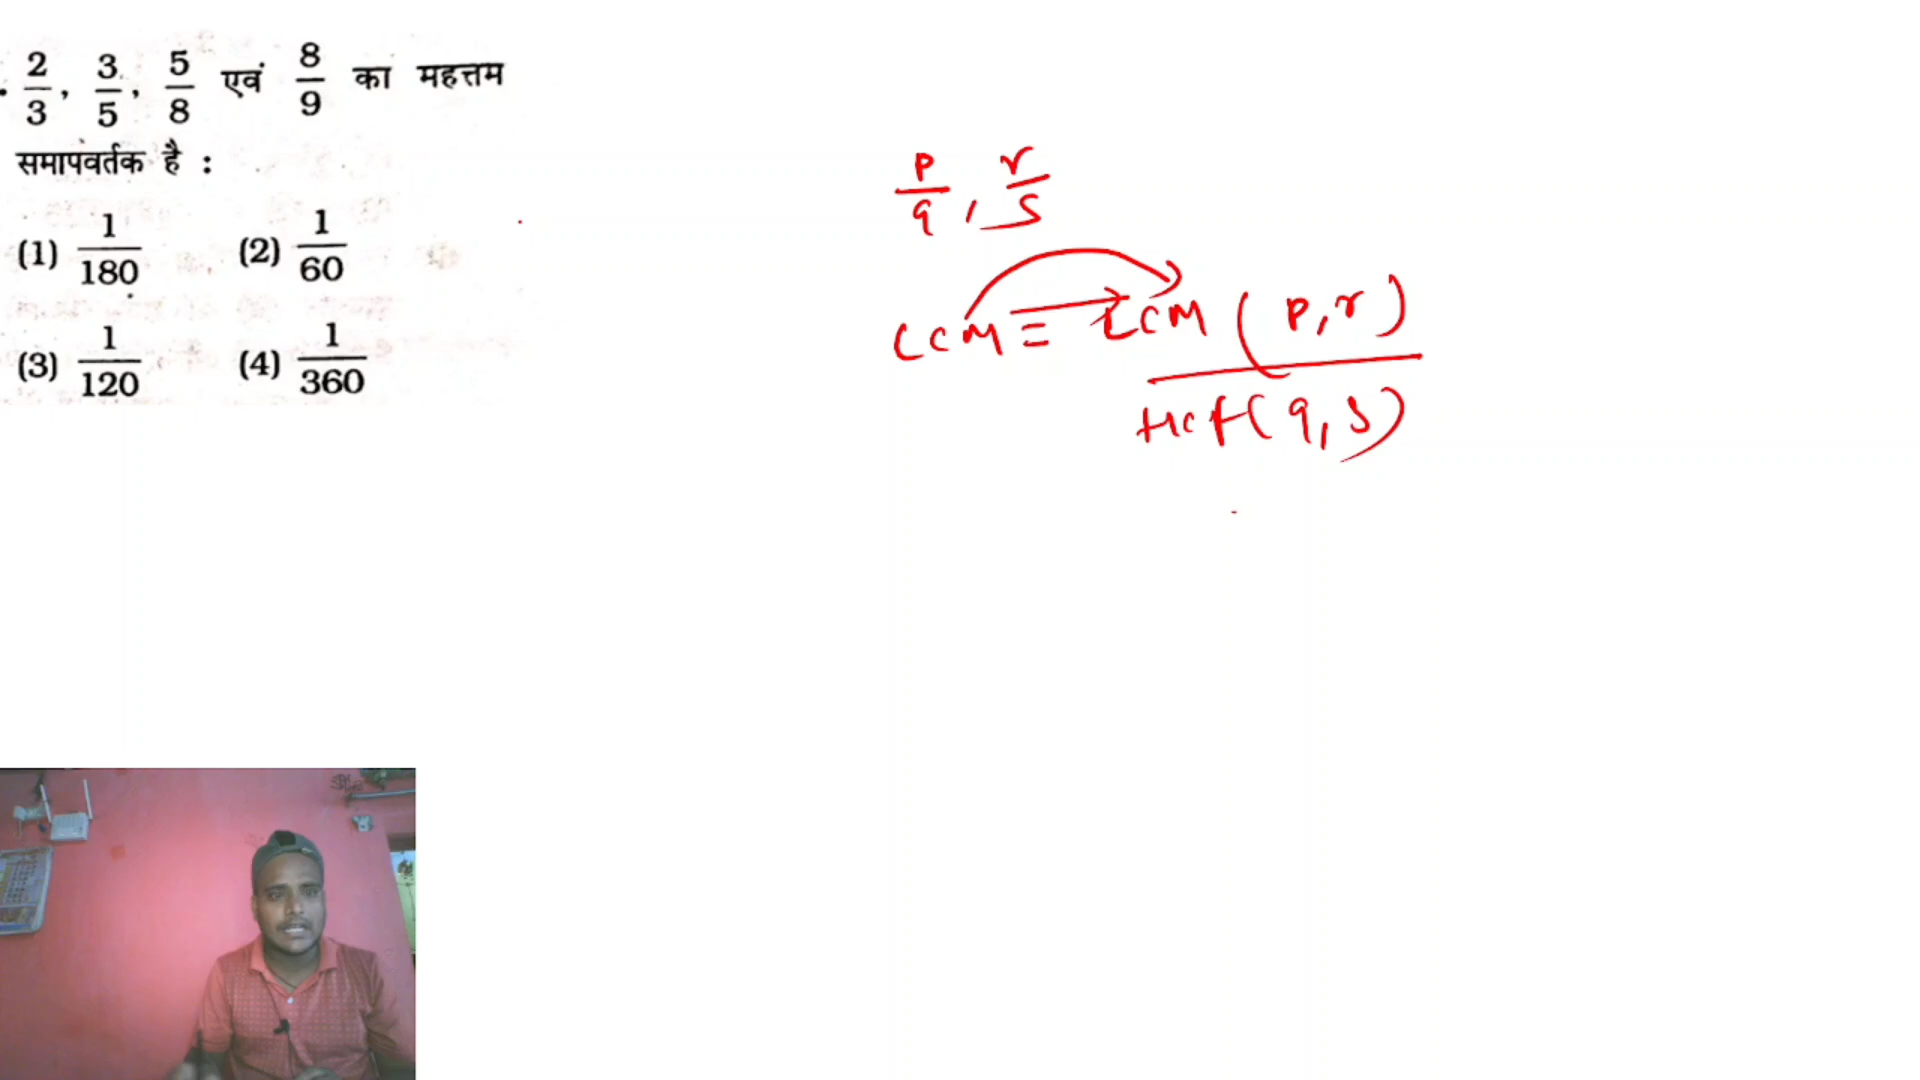 . 2/3, 3/5, 5/8 एवं 8/9 का महत्तम
समापवर्तक है :
(1) 1/180 (2) 1/60
(3) 1/120 (4) 1/360
p/q, r/s
LCM = LCM (p, r)
HCF (q, s)